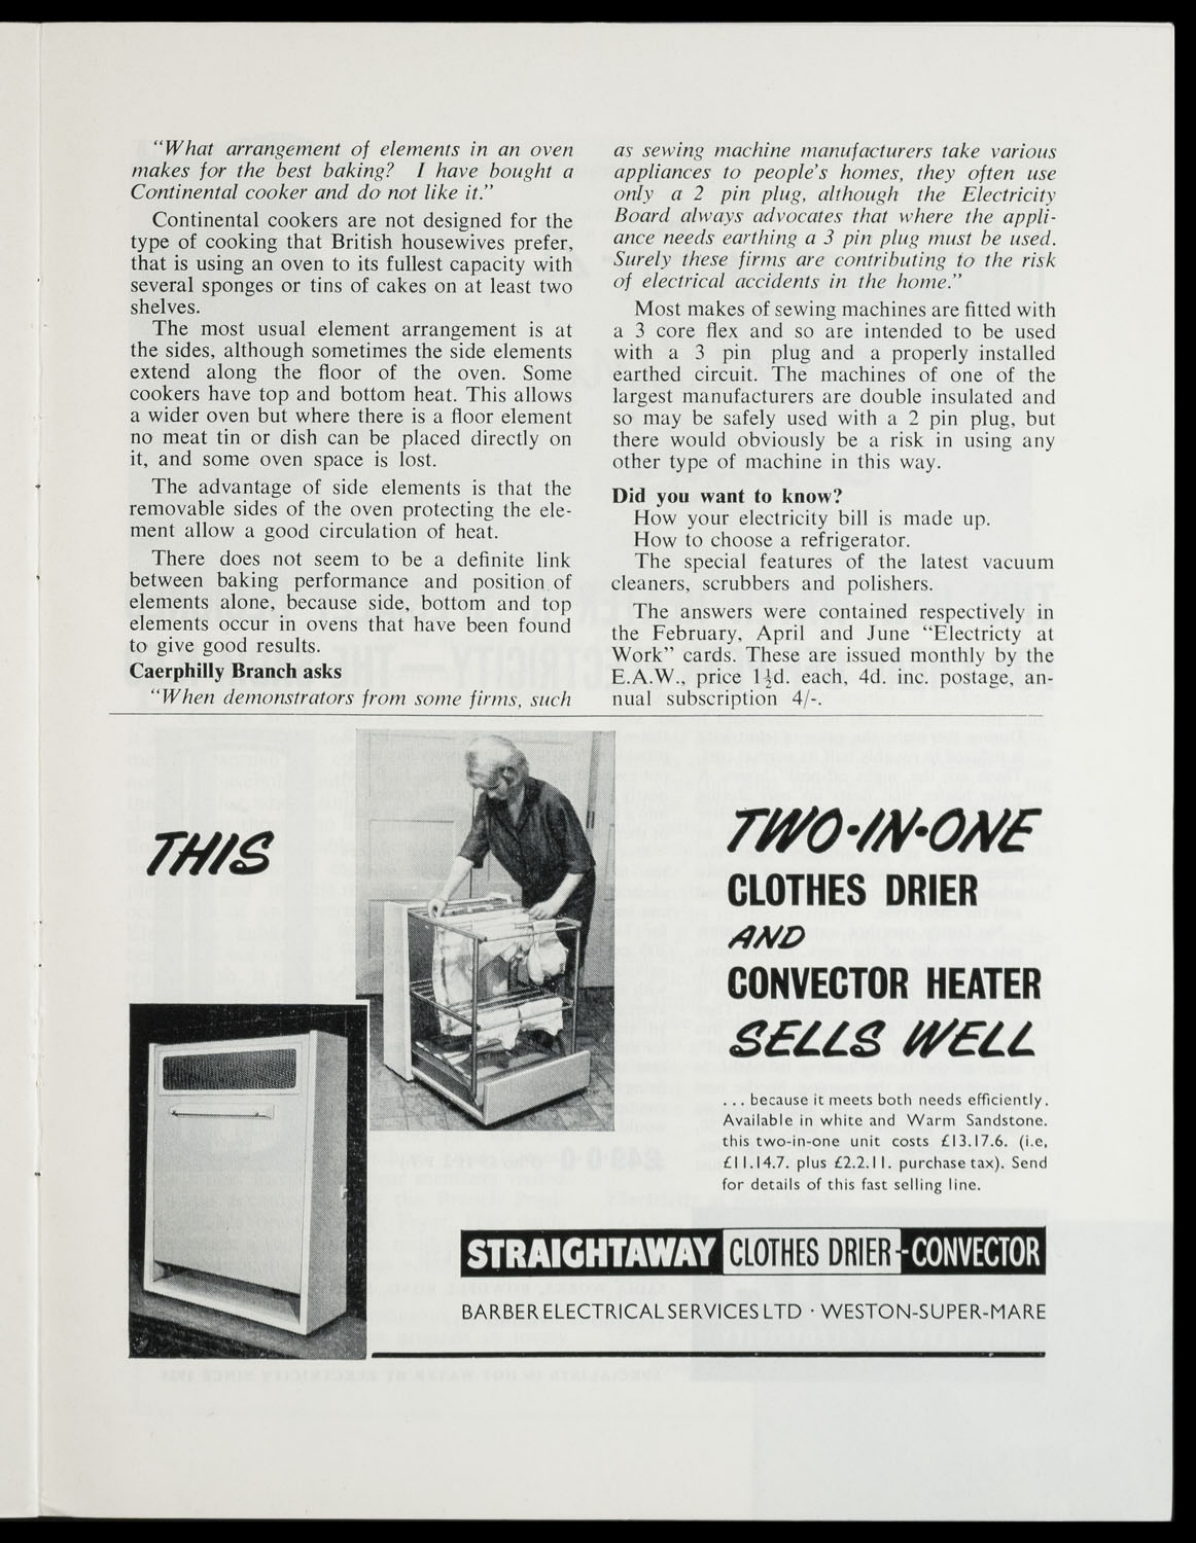 “What arrangement of elements in an oven
makes for the best baking? I have bought a
Continental cooker and do not like it.”
Continental cookers are not designed for the
type of cooking that British housewives prefer,
that is using an oven to its fullest capacity with
several sponges or tins of cakes on at least two
shelves.
The most usual element arrangement is at
the sides, although sometimes the side elements
extend along the floor of the oven. Some
cookers have top and bottom heat. This allows
a wider oven but where there is a floor element
no meat tin or dish can be placed directly on
it, and some oven space is lost.
The advantage of side elements is that the
removable sides of the oven protecting the ele-
ment allow a good circulation of heat.
There does not seem to be a definite link
between baking performance and position of
elements alone, because side, bottom and top
elements occur in ovens that have been found
to give good results.
Caerphilly Branch asks
“When demonstrators from some firms, such
as sewing machine manufacturers take various
appliances to people's homes, they often use
only a 2 pin plug, although the Electricity
Board always advocates that where the appli-
ance needs earthing a 3 pin plug must be used.
Surely these firms are contributing to the risk
of electrical accidents in the home.”
Most makes of sewing machines are fitted with
a 3 core flex and so are intended to be used
with a 3 pin plug and a properly installed
earthed circuit. The machines of one of the
largest manufacturers are double insulated and
so may be safely used with a 2 pin plug, but
there would obviously be a risk in using any
other type of machine in this way.
Did you want to know?
How your electricity bill is made up.
How to choose a refrigerator.
The special features of the latest vacuum
cleaners, scrubbers and polishers.
The answers were contained respectively in
the February, April and June “Electricty at
Work” cards. These are issued monthly by the
E.A.W., price 1½d. each, 4d. inc. postage, an-
nual subscription 4/-.
THIS
TWO·IN·ONE
CLOTHES DRIER
AND
CONVECTOR HEATER
SELLS WELL
... because it meets both needs efficiently.
Available in white and Warm Sandstone.
this two-in-one unit costs £13.17.6. (i.e,
£11.14.7. plus £2.2.11. purchase tax). Send
for details of this fast selling line.
STRAIGHTAWAY CLOTHES DRIER-CONVECTOR
BARBER ELECTRICAL SERVICES LTD · WESTON-SUPER-MARE